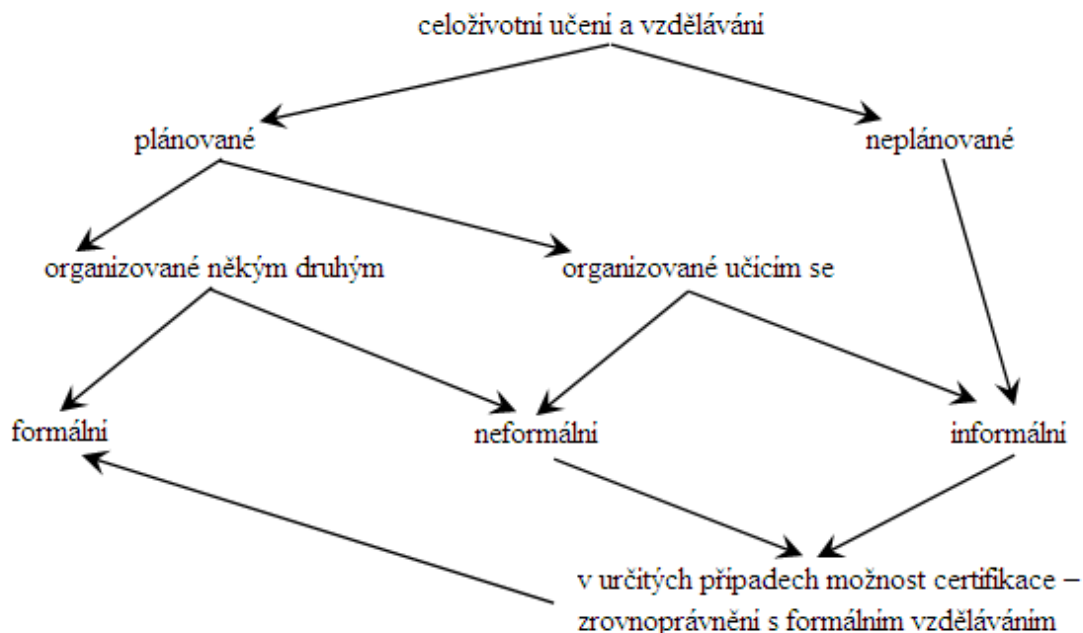 celoživotní učení a vzdělávání
plánované
neplánované
organizované někým druhým
organizované učícím se
formální
neformální
informální
v určitých případech možnost certifikace –
zrovnoprávnění s formálním vzděláváním